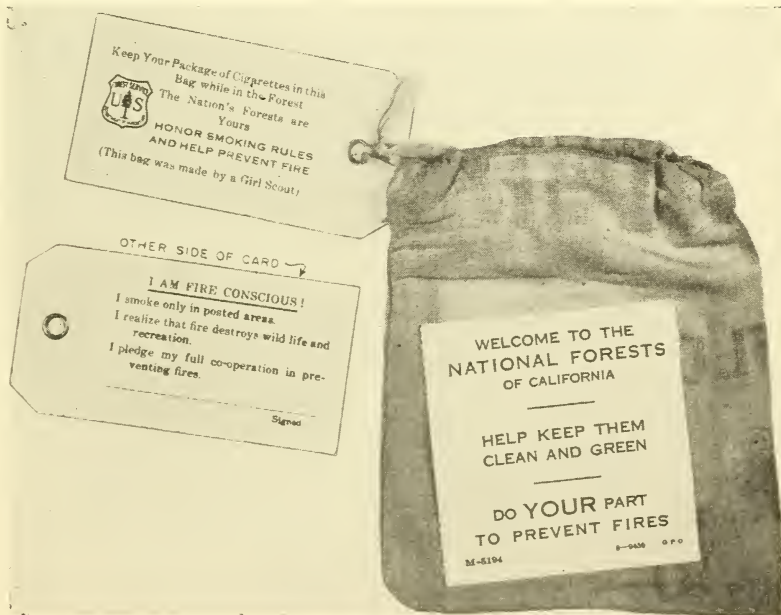 Keep Your Package of Cigarettes in this
Bag while in the Forest
The Nation's Forests are
Yours
HONOR SMOKING RULES
AND HELP PREVENT FIRE
(This bag was made by a Girl Scout)
FOREST SERVICE
U S
OTHER SIDE OF CARD
I AM FIRE CONSCIOUS!
I smoke only in posted areas.
I realize that fire destroys wild life and
recreation.
I pledge my full co-operation in pre-
venting fires.
Signed
WELCOME TO THE
NATIONAL FORESTS
OF CALIFORNIA
HELP KEEP THEM
CLEAN AND GREEN
DO YOUR PART
TO PREVENT FIRES
M-5194
GPO